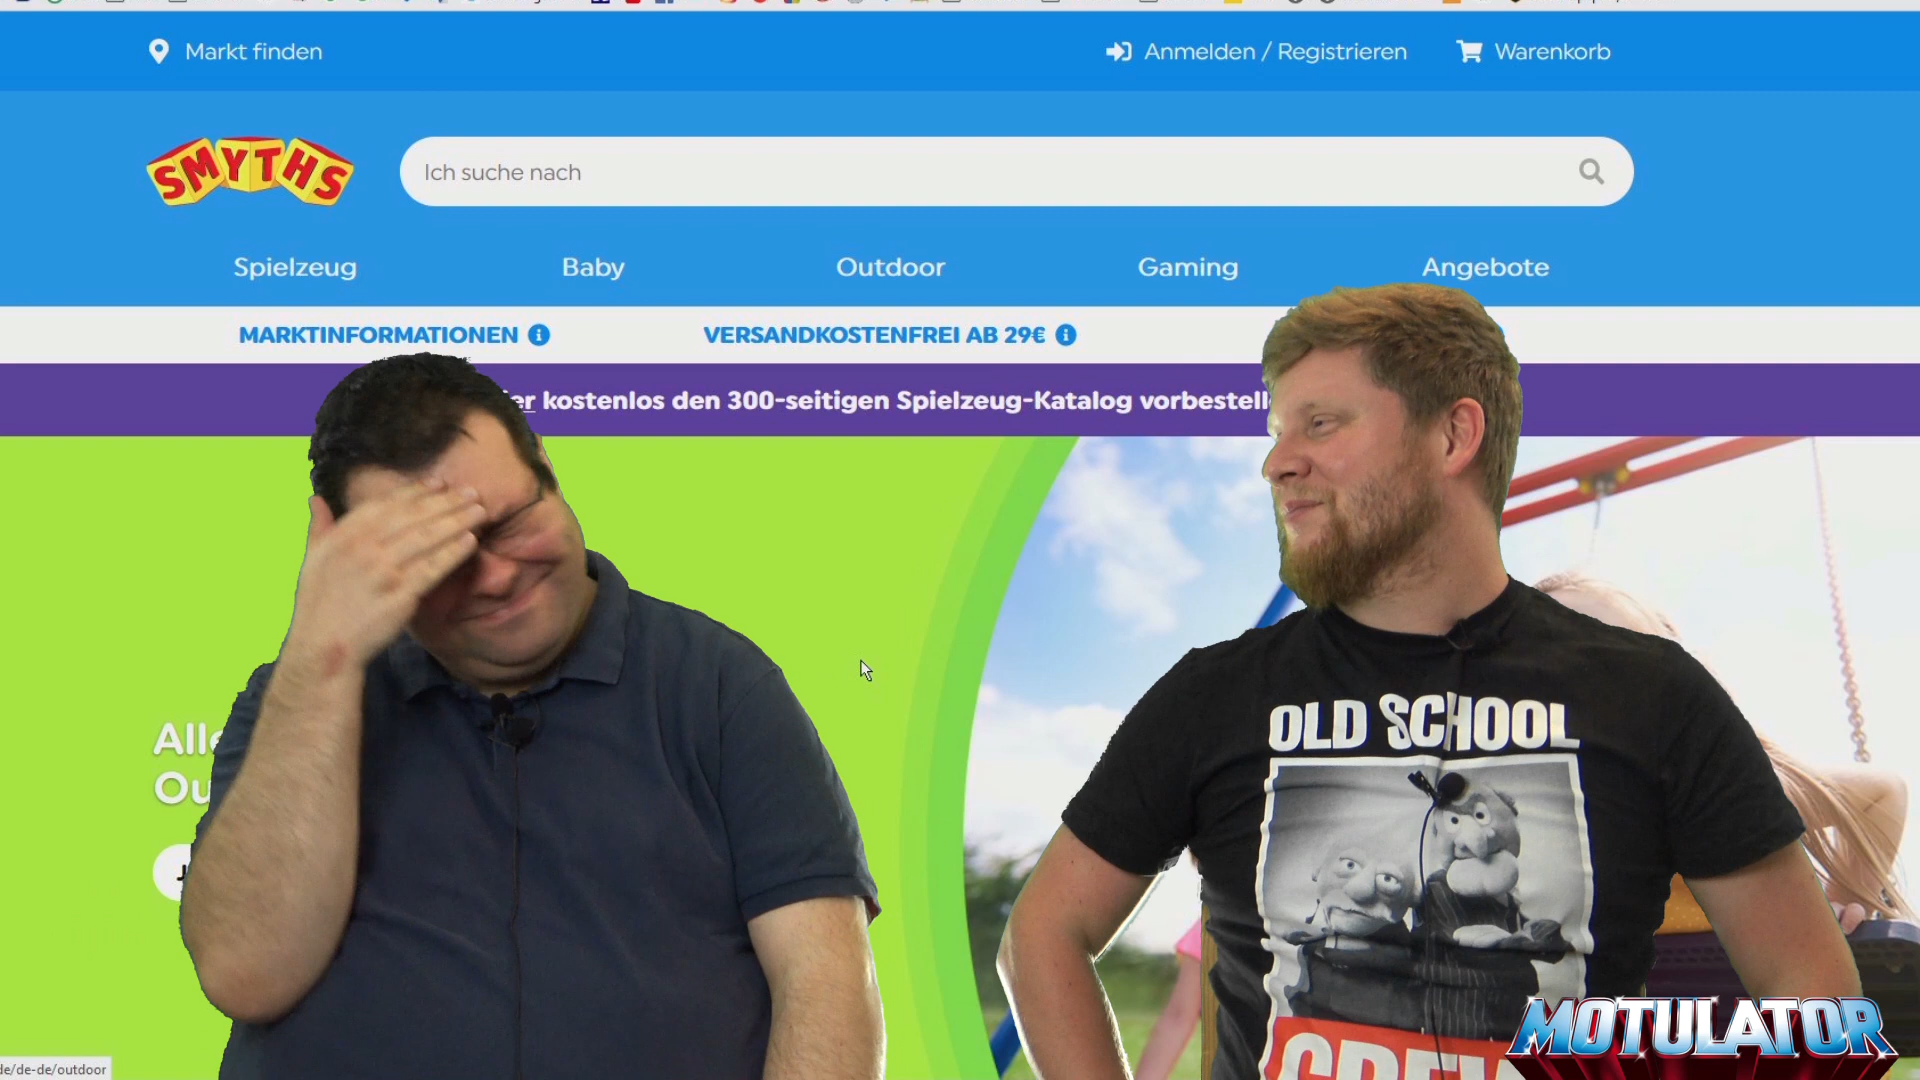 Markt finden
Anmelden / Registrieren
Warenkorb
SMYTHS
Ich suche nach
Spielzeug
Baby
Outdoor
Gaming
Angebote
MARKTINFORMATIONEN
VERSANDKOSTENFREI AB 29€
kostenlos den 300-seitigen Spielzeug-Katalog
OLD SCHOOL
MOTULATOR
de/de-de/outdoor